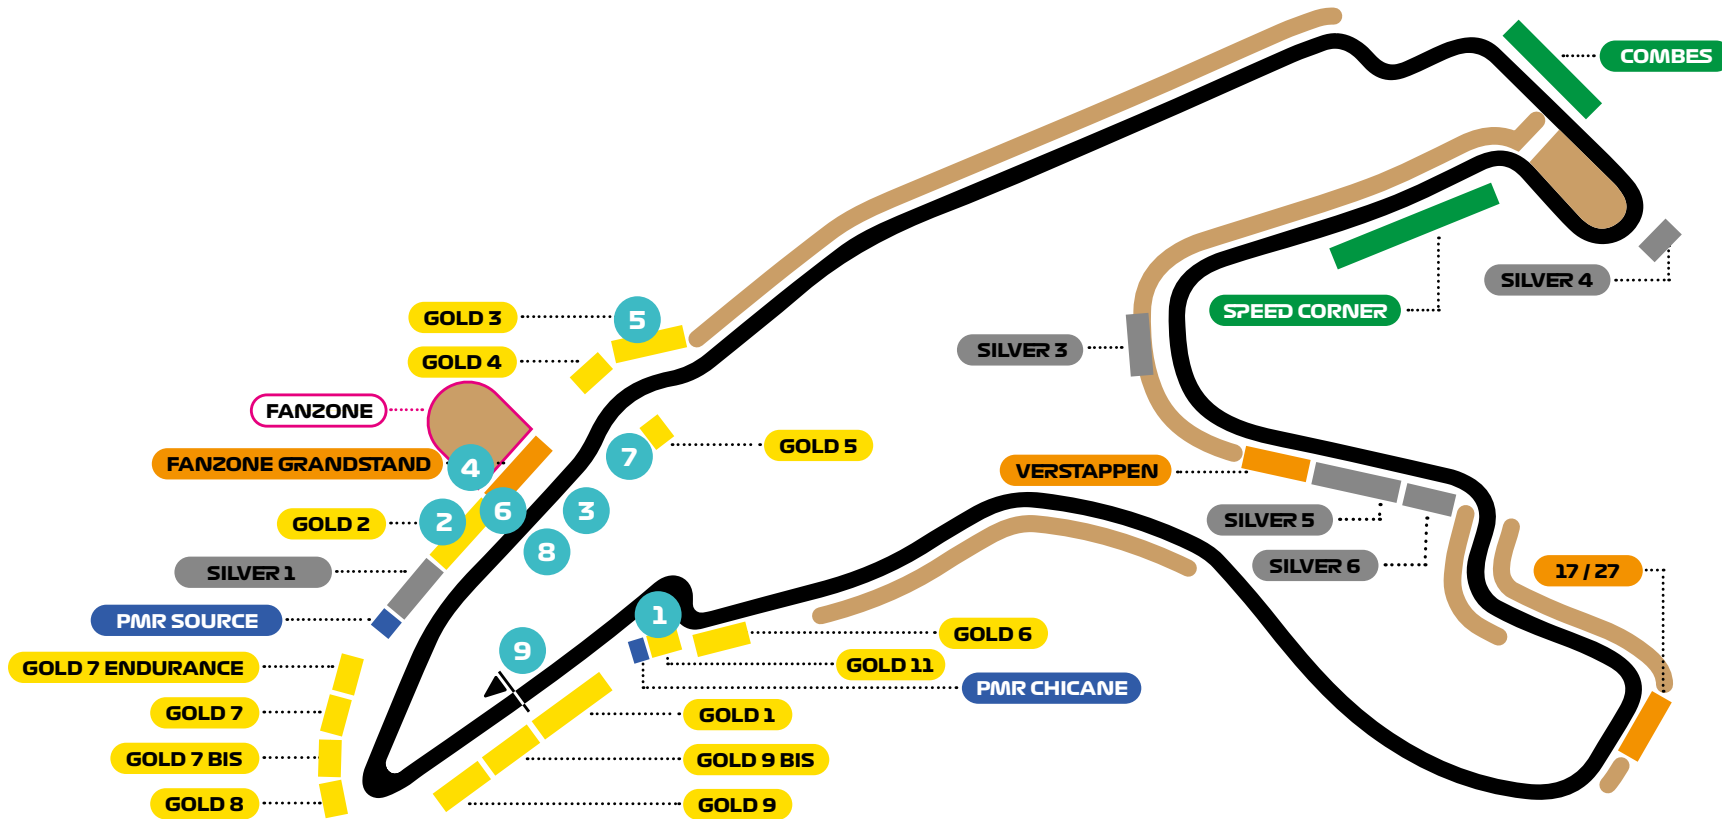 COMBES
SILVER 4
SPEED CORNER
GOLD 3
5
SILVER 3
GOLD 4
FANZONE
GOLD 5
7
FANZONE GRANDSTAND
4
VERSTAPPEN
6
3
GOLD 2
2
SILVER 5
8
SILVER 6
17 / 27
SILVER 1
1
PMR SOURCE
GOLD 6
9
GOLD 11
GOLD 7 ENDURANCE
PMR CHICANE
GOLD 7
GOLD 1
GOLD 7 BIS
GOLD 9 BIS
GOLD 8
GOLD 9